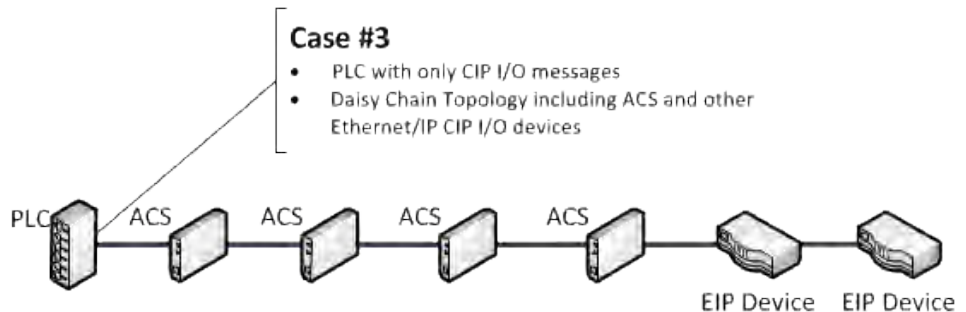 Case #3
• PLC with only CIP I/O messages
• Daisy Chain Topology including ACS and other
Ethernet/IP CIP I/O devices
PLC ACS ACS ACS ACS
EIP Device EIP Device